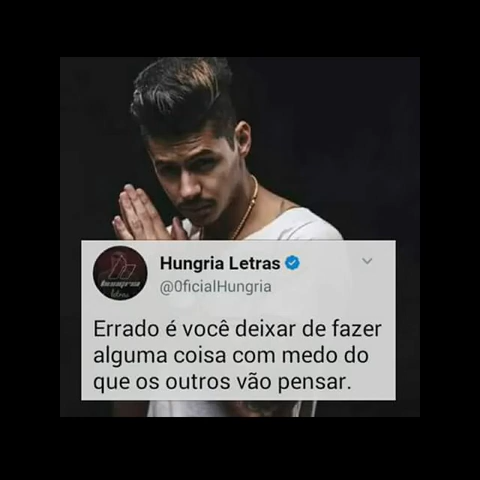 Hungria Letras
@0ficialHungria
Errado é você deixar de fazer
alguma coisa com medo do
que os outros vão pensar.